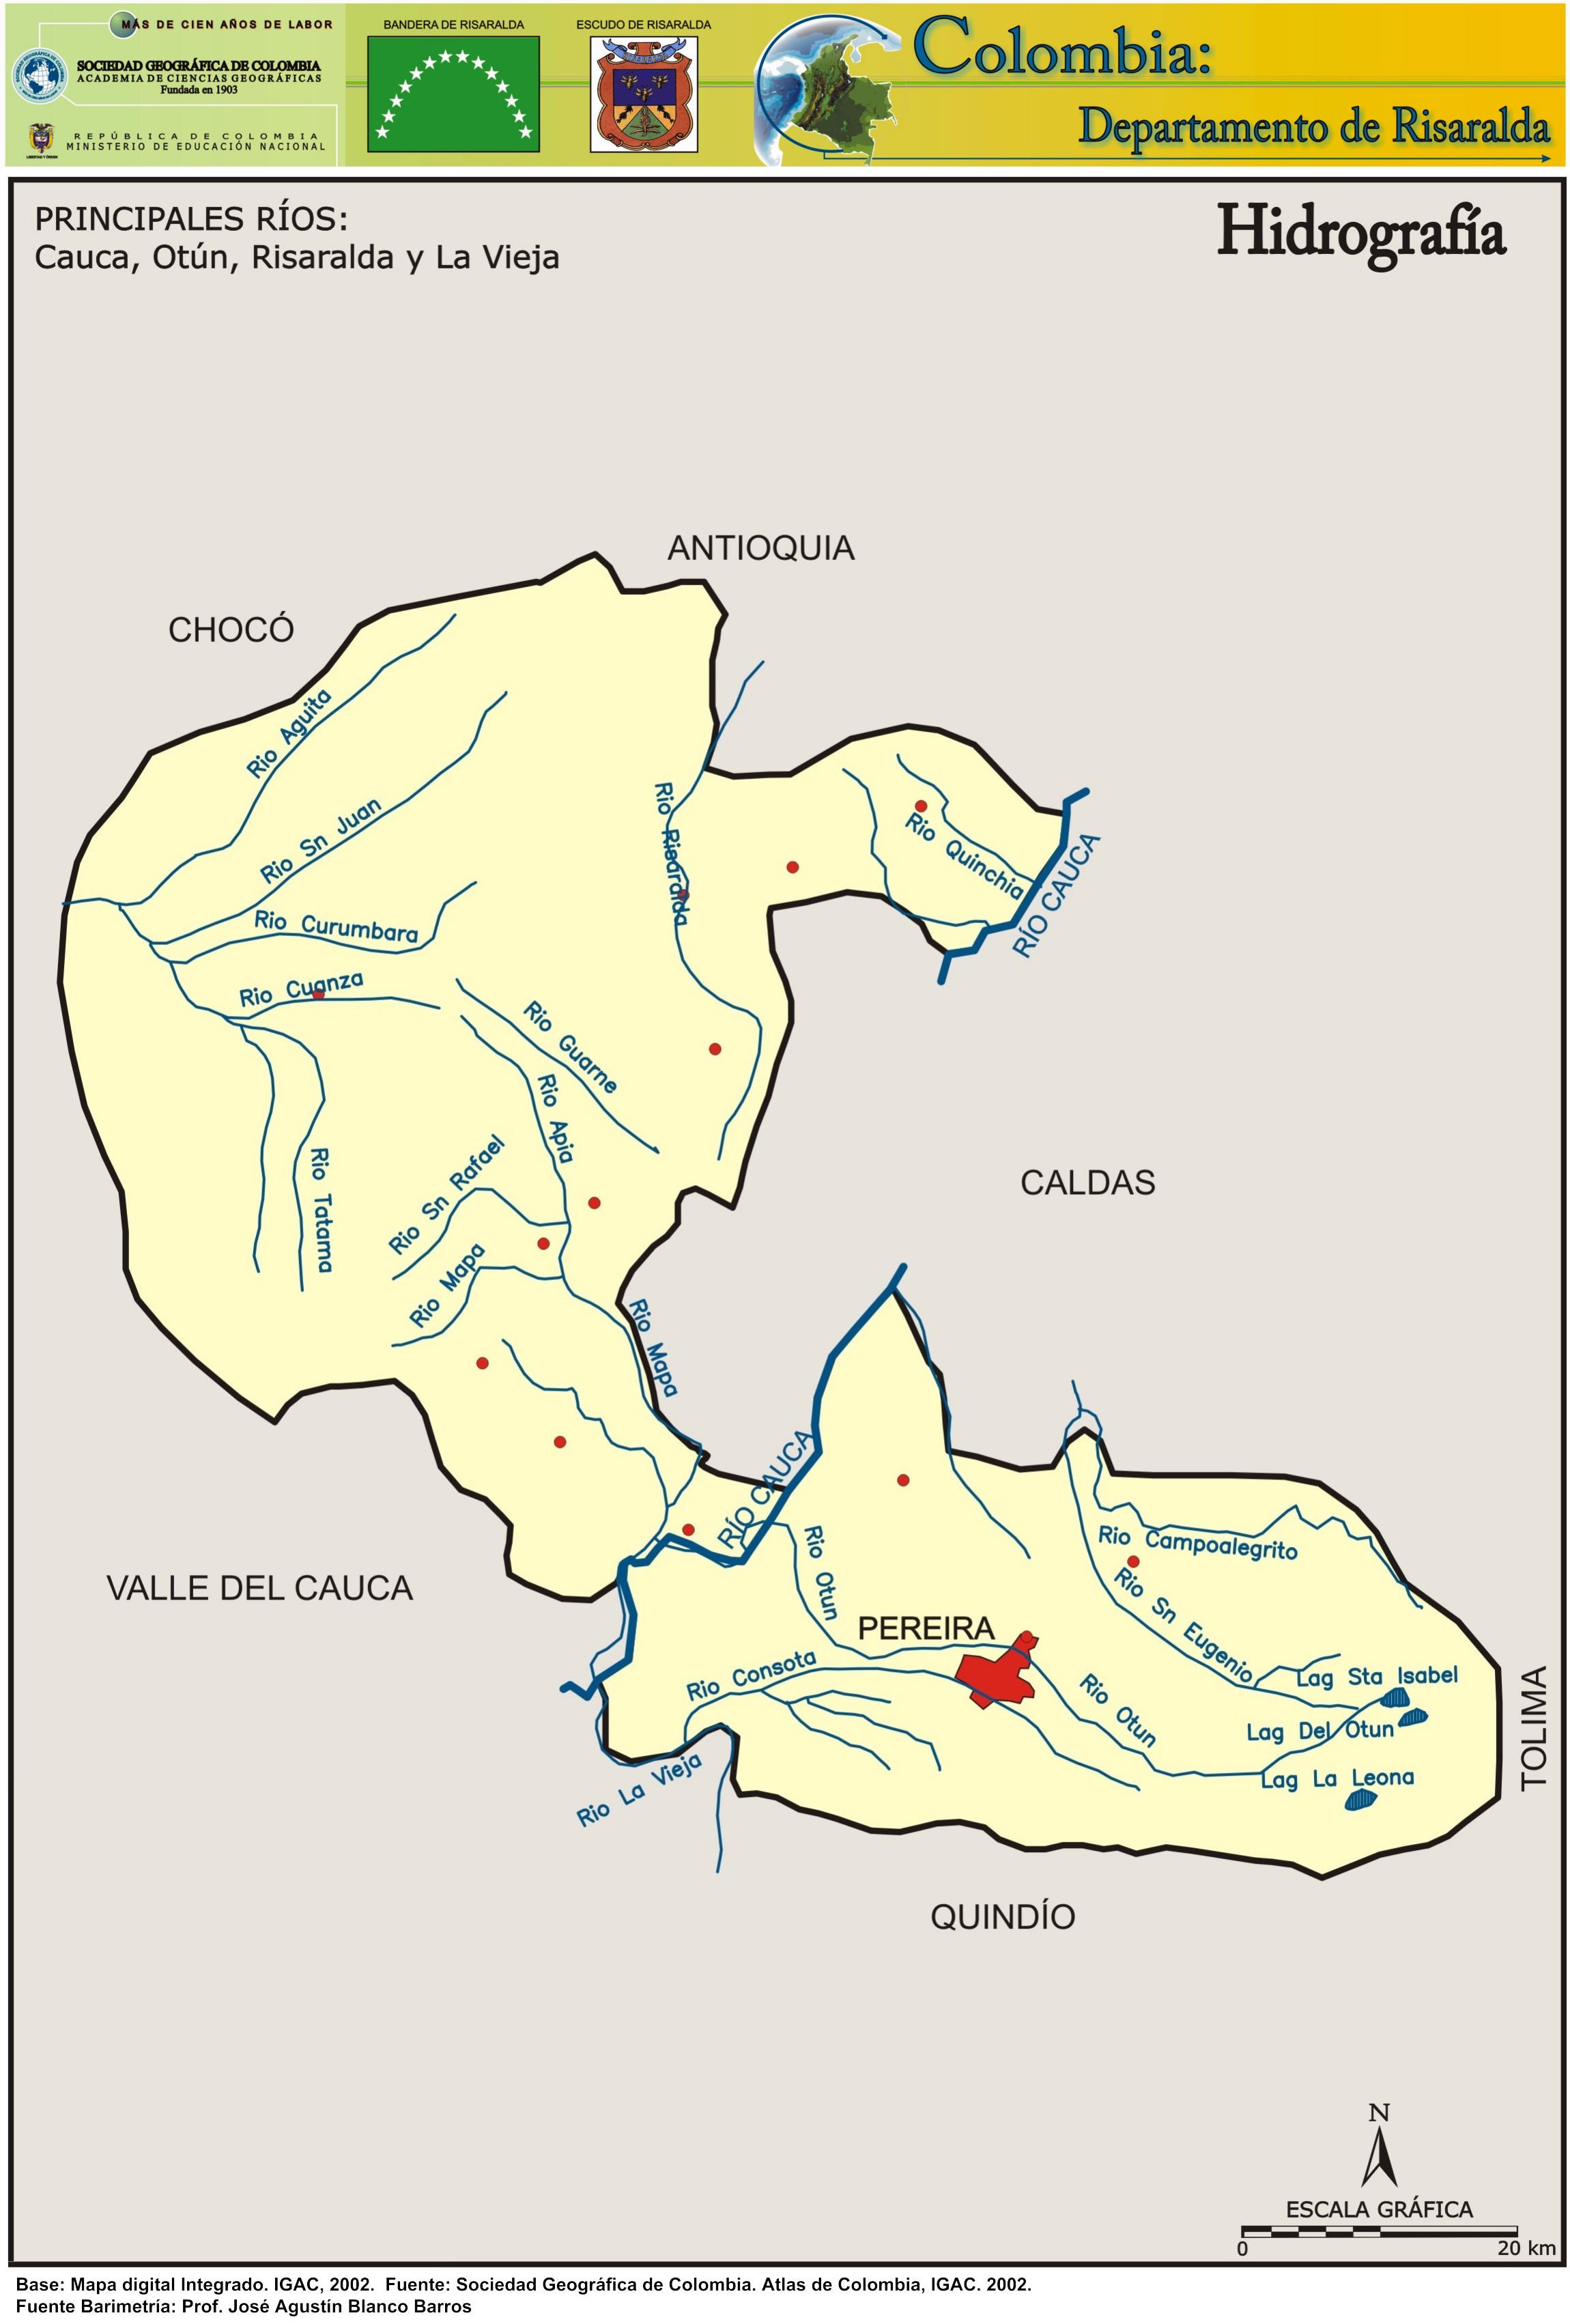 MÁS DE CIEN AÑOS DE LABOR
SOCIEDAD GEOGRÁFICA DE COLOMBIA
ACADEMIA DE CIENCIAS GEOGRÁFICAS
Fundada en 1903
REPÚBLICA DE COLOMBIA
MINISTERIO DE EDUCACIÓN NACIONAL
BANDERA DE RISARALDA
ESCUDO DE RISARALDA
Colombia:
Departamento de Risaralda
PRINCIPALES RÍOS:
Cauca, Otún, Risaralda y La Vieja
Hidrografía
ANTIOQUIA
CHOCÓ
Rio Aguita
Rio Sn Juan
Rio Risaralda
Rio Quinchia
RÍO CAUCA
Rio Curumbara
Rio Cuanza
Rio Guarne
Rio Apia
Rio Sn Rafael
Rio Tatama
CALDAS
Rio Mapa
Rio Mapa
RÍO CAUCA
Rio Campoalegrito
VALLE DEL CAUCA
Rio Otun
PEREIRA
Rio Sn Eugenio
Rio Consota
Lag Sta Isabel
Rio Otun
Lag Del Otun
TOLIMA
Rio La Vieja
Lag La Leona
QUINDÍO
N
ESCALA GRÁFICA
0 20 km
Base: Mapa digital Integrado. IGAC, 2002. Fuente: Sociedad Geográfica de Colombia. Atlas de Colombia, IGAC. 2002.
Fuente Barimetría: Prof. José Agustín Blanco Barros